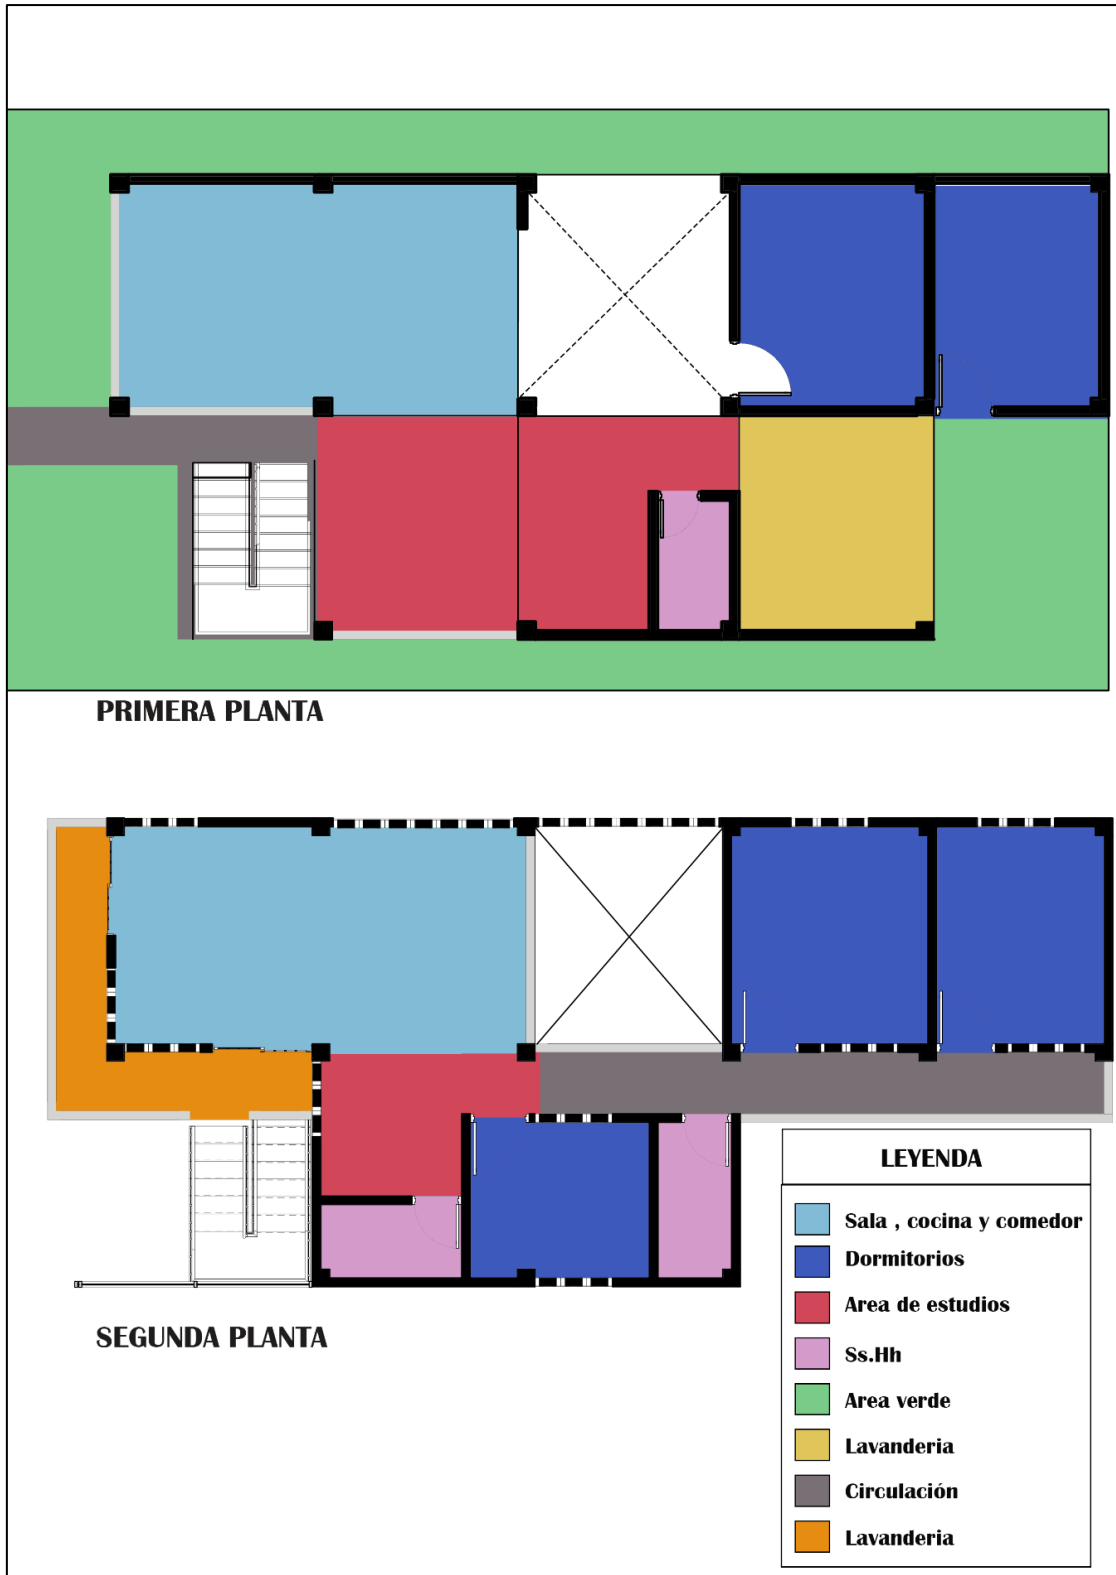 PRIMERA PLANTA
SEGUNDA PLANTA
LEYENDA
Sala , cocina y comedor
Dormitorios
Area de estudios
Ss.Hh
Area verde
Lavanderia
Circulación
Lavanderia